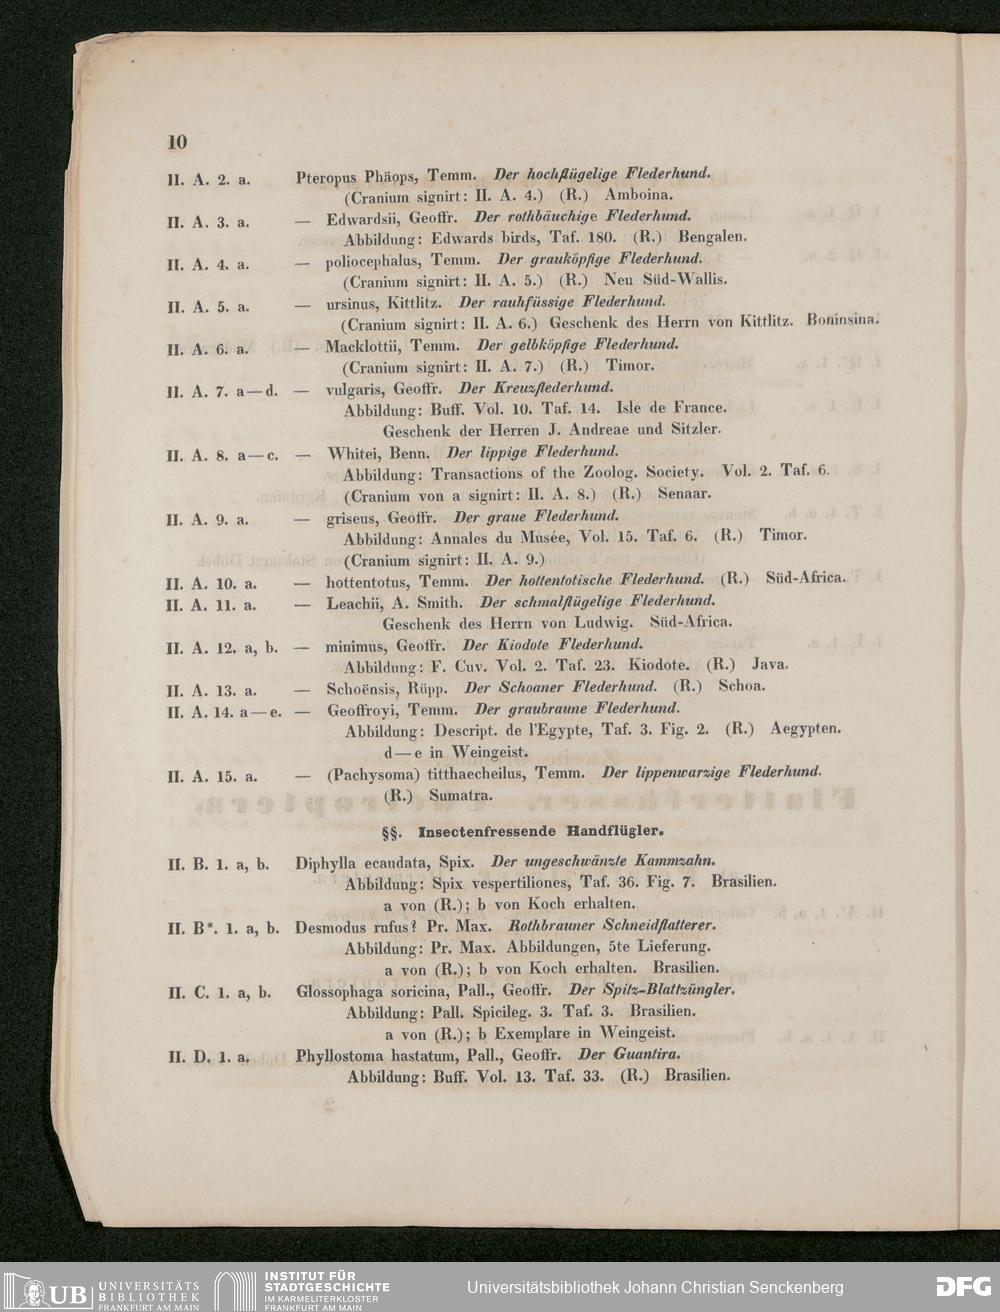 10
II. A. 2. a. Pteropus Phäops, Temm. Der hochflügelige Flederhund.
(Cranium signirt: II. A. 4.) (R.) Amboina.
II. A. 3. a. — Edwardsii, Geoffr. Der rothbäuchige Flederhund.
Abbildung: Edwards birds, Taf. 180. (R.) Bengalen.
II. A. 4. a. — poliocephalus, Temm. Der grauköpfige Flederhund.
(Cranium signirt: II. A. 5.) (R.) Neu Süd-Wallis.
II. A. 5. a. — ursinus, Kittlitz. Der rauhfüssige Flederhund.
(Cranium signirt: II. A. 6.) Geschenk des Herrn von Kittlitz. Boninsina.
II. A. 6. a. — Macklottii, Temm. Der gelbköpfige Flederhund.
(Cranium signirt: II. A. 7.) (R.) Timor.
II. A. 7. a—d. — vulgaris, Geoffr. Der Kreuzflederhund.
Abbildung: Buff. Vol. 10. Taf. 14. Isle de France.
Geschenk der Herren J. Andreae und Sitzler.
II. A. 8. a—c. — Whitei, Benn. Der lippige Flederhund.
Abbildung: Transactions of the Zoolog. Society. Vol. 2. Taf. 6.
(Cranium von a signirt: II. A. 8.) (R.) Senaar.
II. A. 9. a. — griseus, Geoffr. Der graue Flederhund.
Abbildung: Annales du Musée, Vol. 15. Taf. 6. (R.) Timor.
(Cranium signirt: II. A. 9.)
II. A. 10. a. — hottentotus, Temm. Der hottentotische Flederhund. (R.) Süd-Africa.
II. A. 11. a. — Leachii, A. Smith. Der schmalflügelige Flederhund.
Geschenk des Herrn von Ludwig. Süd-Africa.
II. A. 12. a, b. — minimus, Geoffr. Der Kiodote Flederhund.
Abbildung: F. Cuv. Vol. 2. Taf. 23. Kiodote. (R.) Java.
II. A. 13. a. — Schoënsis, Rüpp. Der Schoaner Flederhund. (R.) Schoa.
II. A. 14. a—e. — Geoffroyi, Temm. Der graubraune Flederhund.
Abbildung: Descript. de l'Egypte, Taf. 3. Fig. 2. (R.) Aegypten.
d—e in Weingeist.
II. A. 15. a. — (Pachysoma) titthaecheilus, Temm. Der lippenwarzige Flederhund.
(R.) Sumatra.
§§. Insectenfressende Handflügler.
II. B. 1. a, b. Diphylla ecaudata, Spix. Der ungeschwänzte Kammzahn.
Abbildung: Spix vespertiliones, Taf. 36. Fig. 7. Brasilien.
a von (R.); b von Koch erhalten.
II. B*. 1. a, b. Desmodus rufus? Pr. Max. Rothbrauner Schneidflatterer.
Abbildung: Pr. Max. Abbildungen, 5te Lieferung.
a von (R.); b von Koch erhalten. Brasilien.
II. C. 1. a, b. Glossophaga soricina, Pall., Geoffr. Der Spitz-Blattzüngler.
Abbildung: Pall. Spicileg. 3. Taf. 3. Brasilien.
a von (R.); b Exemplare in Weingeist.
II. D. 1. a. Phyllostoma hastatum, Pall., Geoffr. Der Guantira.
Abbildung: Buff. Vol. 13. Taf. 33. (R.) Brasilien.
UB UNIVERSITÄTS
BIBLIOTHEK
FRANKFURT AM MAIN
INSTITUT FÜR
STADTGESCHICHTE
IM KARMELITERKLOSTER
FRANKFURT AM MAIN
Universitätsbibliothek Johann Christian Senckenberg
DFG